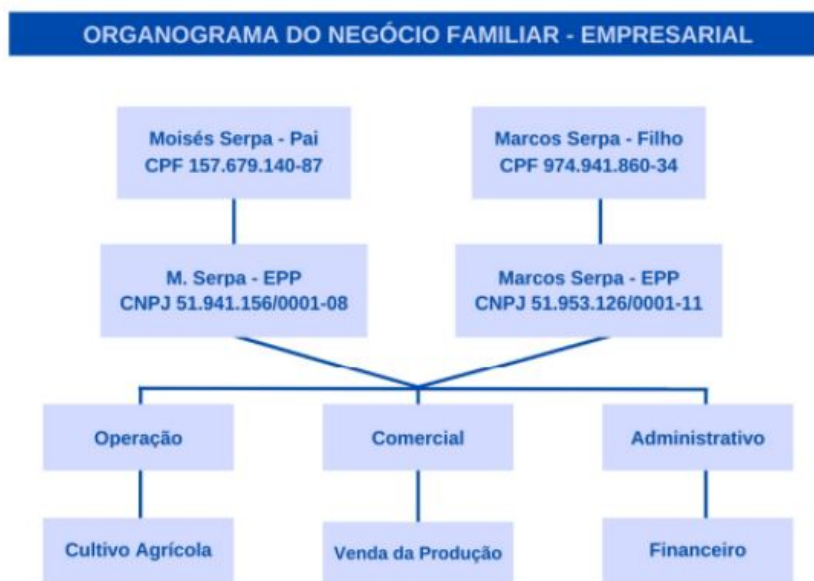 ORGANOGRAMA DO NEGÓCIO FAMILIAR - EMPRESARIAL
Moisés Serpa - Pai
CPF 157.679.140-87
Marcos Serpa - Filho
CPF 974.941.860-34
M. Serpa - EPP
CNPJ 51.941.156/0001-08
Marcos Serpa - EPP
CNPJ 51.953.126/0001-11
Operação
Comercial
Administrativo
Cultivo Agrícola
Venda da Produção
Financeiro